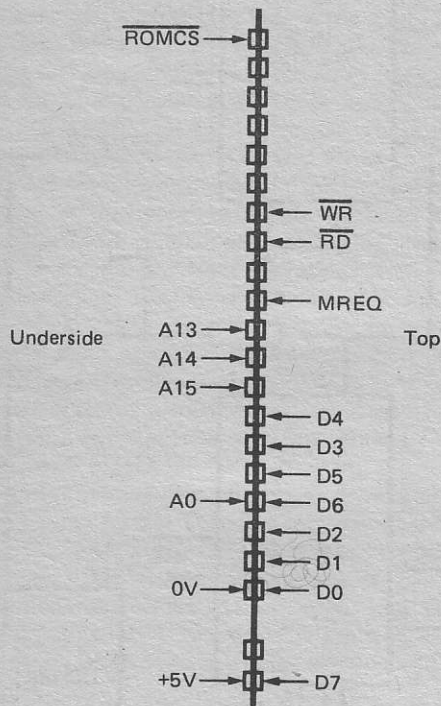 ROMCS
WR
RD
MREQ
A13
Underside
Top
A14
A15
D4
D3
D5
A0
D6
D2
D1
0V
D0
+5V
D7